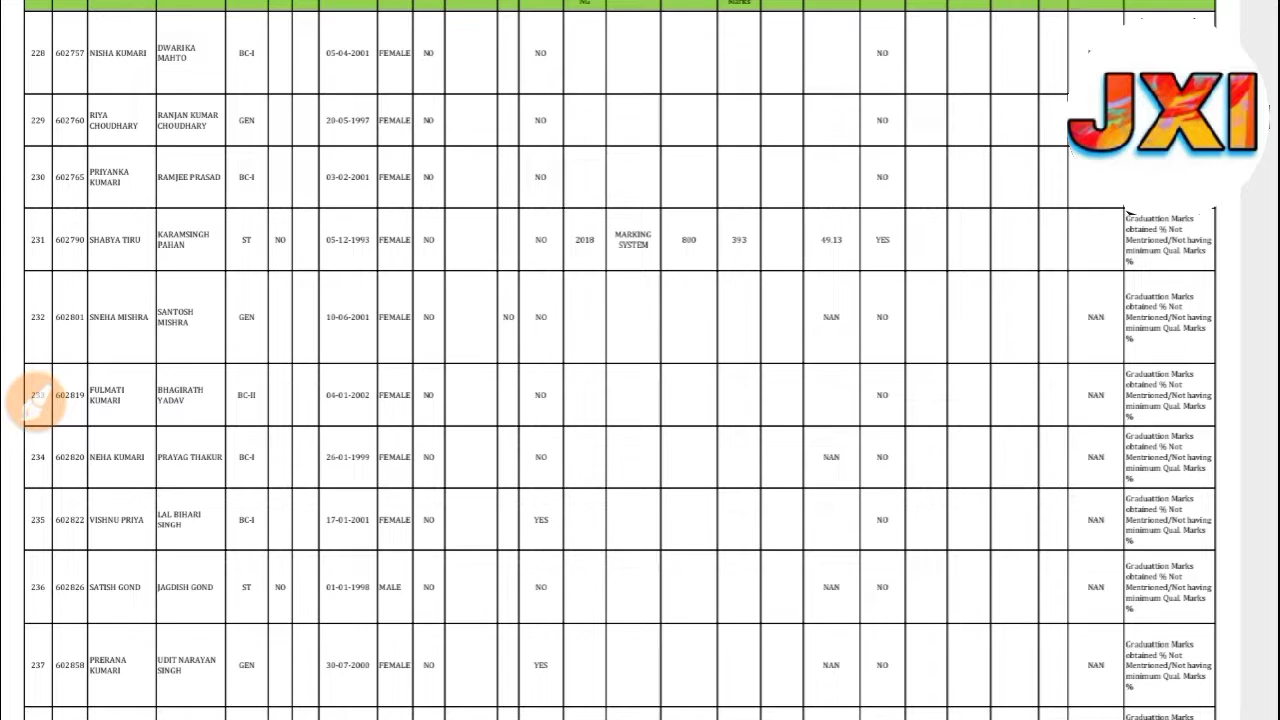 NG Marks
228 602757 NISHA KUMARI DWARIKA MAHTO BC-I 05-04-2001 FEMALE NO NO NO
229 602760 RIYA CHOUDHARY RANJAN KUMAR CHOUDHARY GEN 20-05-1997 FEMALE NO NO NO
230 602765 PRIYANKA KUMARI RAMJEE PRASAD BC-I 03-02-2001 FEMALE NO NO NO
231 602790 SHABYA TIRU KARAMSINGH PAHAN ST NO 05-12-1993 FEMALE NO NO 2018 MARKING SYSTEM 800 393 49.13 YES Graduattion Marks obtained % Not Mentrioned/Not having minimum Qual. Marks %
232 602801 SNEHA MISHRA SANTOSH MISHRA GEN 10-06-2001 FEMALE NO NO NO NAN NO NAN Graduattion Marks obtained % Not Mentrioned/Not having minimum Qual. Marks %
233 602819 FULMATI KUMARI BHAGIRATH YADAV BC-II 04-01-2002 FEMALE NO NO NO NAN Graduattion Marks obtained % Not Mentrioned/Not having minimum Qual. Marks %
234 602820 NEHA KUMARI PRAYAG THAKUR BC-I 26-01-1999 FEMALE NO NO NAN NO NAN Graduattion Marks obtained % Not Mentrioned/Not having minimum Qual. Marks %
235 602822 VISHNU PRIYA LAL BIHARI SINGH BC-I 17-01-2001 FEMALE NO YES NO NAN Graduattion Marks obtained % Not Mentrioned/Not having minimum Qual. Marks %
236 602826 SATISH GOND JAGDISH GOND ST NO 01-01-1998 MALE NO NO NAN NO NAN Graduattion Marks obtained % Not Mentrioned/Not having minimum Qual. Marks %
237 602858 PRERANA KUMARI UDIT NARAYAN SINGH GEN 30-07-2000 FEMALE NO YES NAN NO NAN Graduattion Marks obtained % Not Mentrioned/Not having minimum Qual. Marks %
Graduattion Marks
JXI